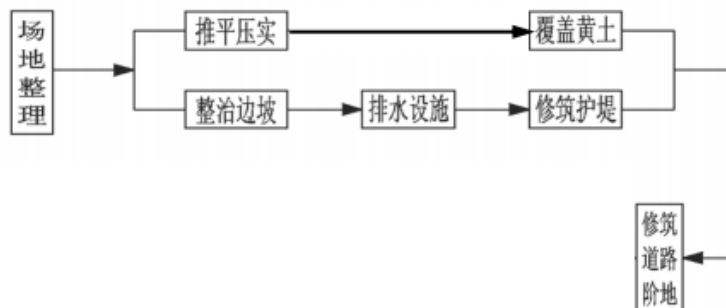 场地整理
推平压实
覆盖黄土
整治边坡
排水设施
修筑护堤
修筑
道路
阶地